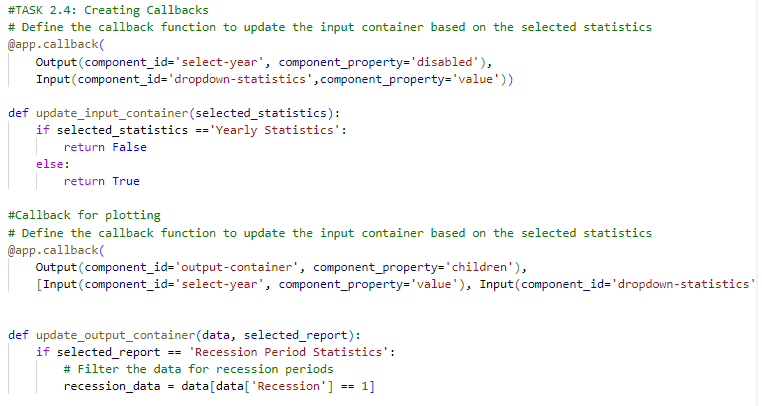 #TASK 2.4: Creating Callbacks
# Define the callback function to update the input container based on the selected statistics
@app.callback(
    Output(component_id='select-year', component_property='disabled'),
    Input(component_id='dropdown-statistics',component_property='value'))
def update_input_container(selected_statistics):
    if selected_statistics =='Yearly Statistics':
        return False
    else:
        return True
#Callback for plotting
# Define the callback function to update the input container based on the selected statistics
@app.callback(
    Output(component_id='output-container', component_property='children'),
    [Input(component_id='select-year', component_property='value'), Input(component_id='dropdown-statistics'
def update_output_container(data, selected_report):
    if selected_report == 'Recession Period Statistics':
        # Filter the data for recession periods
        recession_data = data[data['Recession'] == 1]